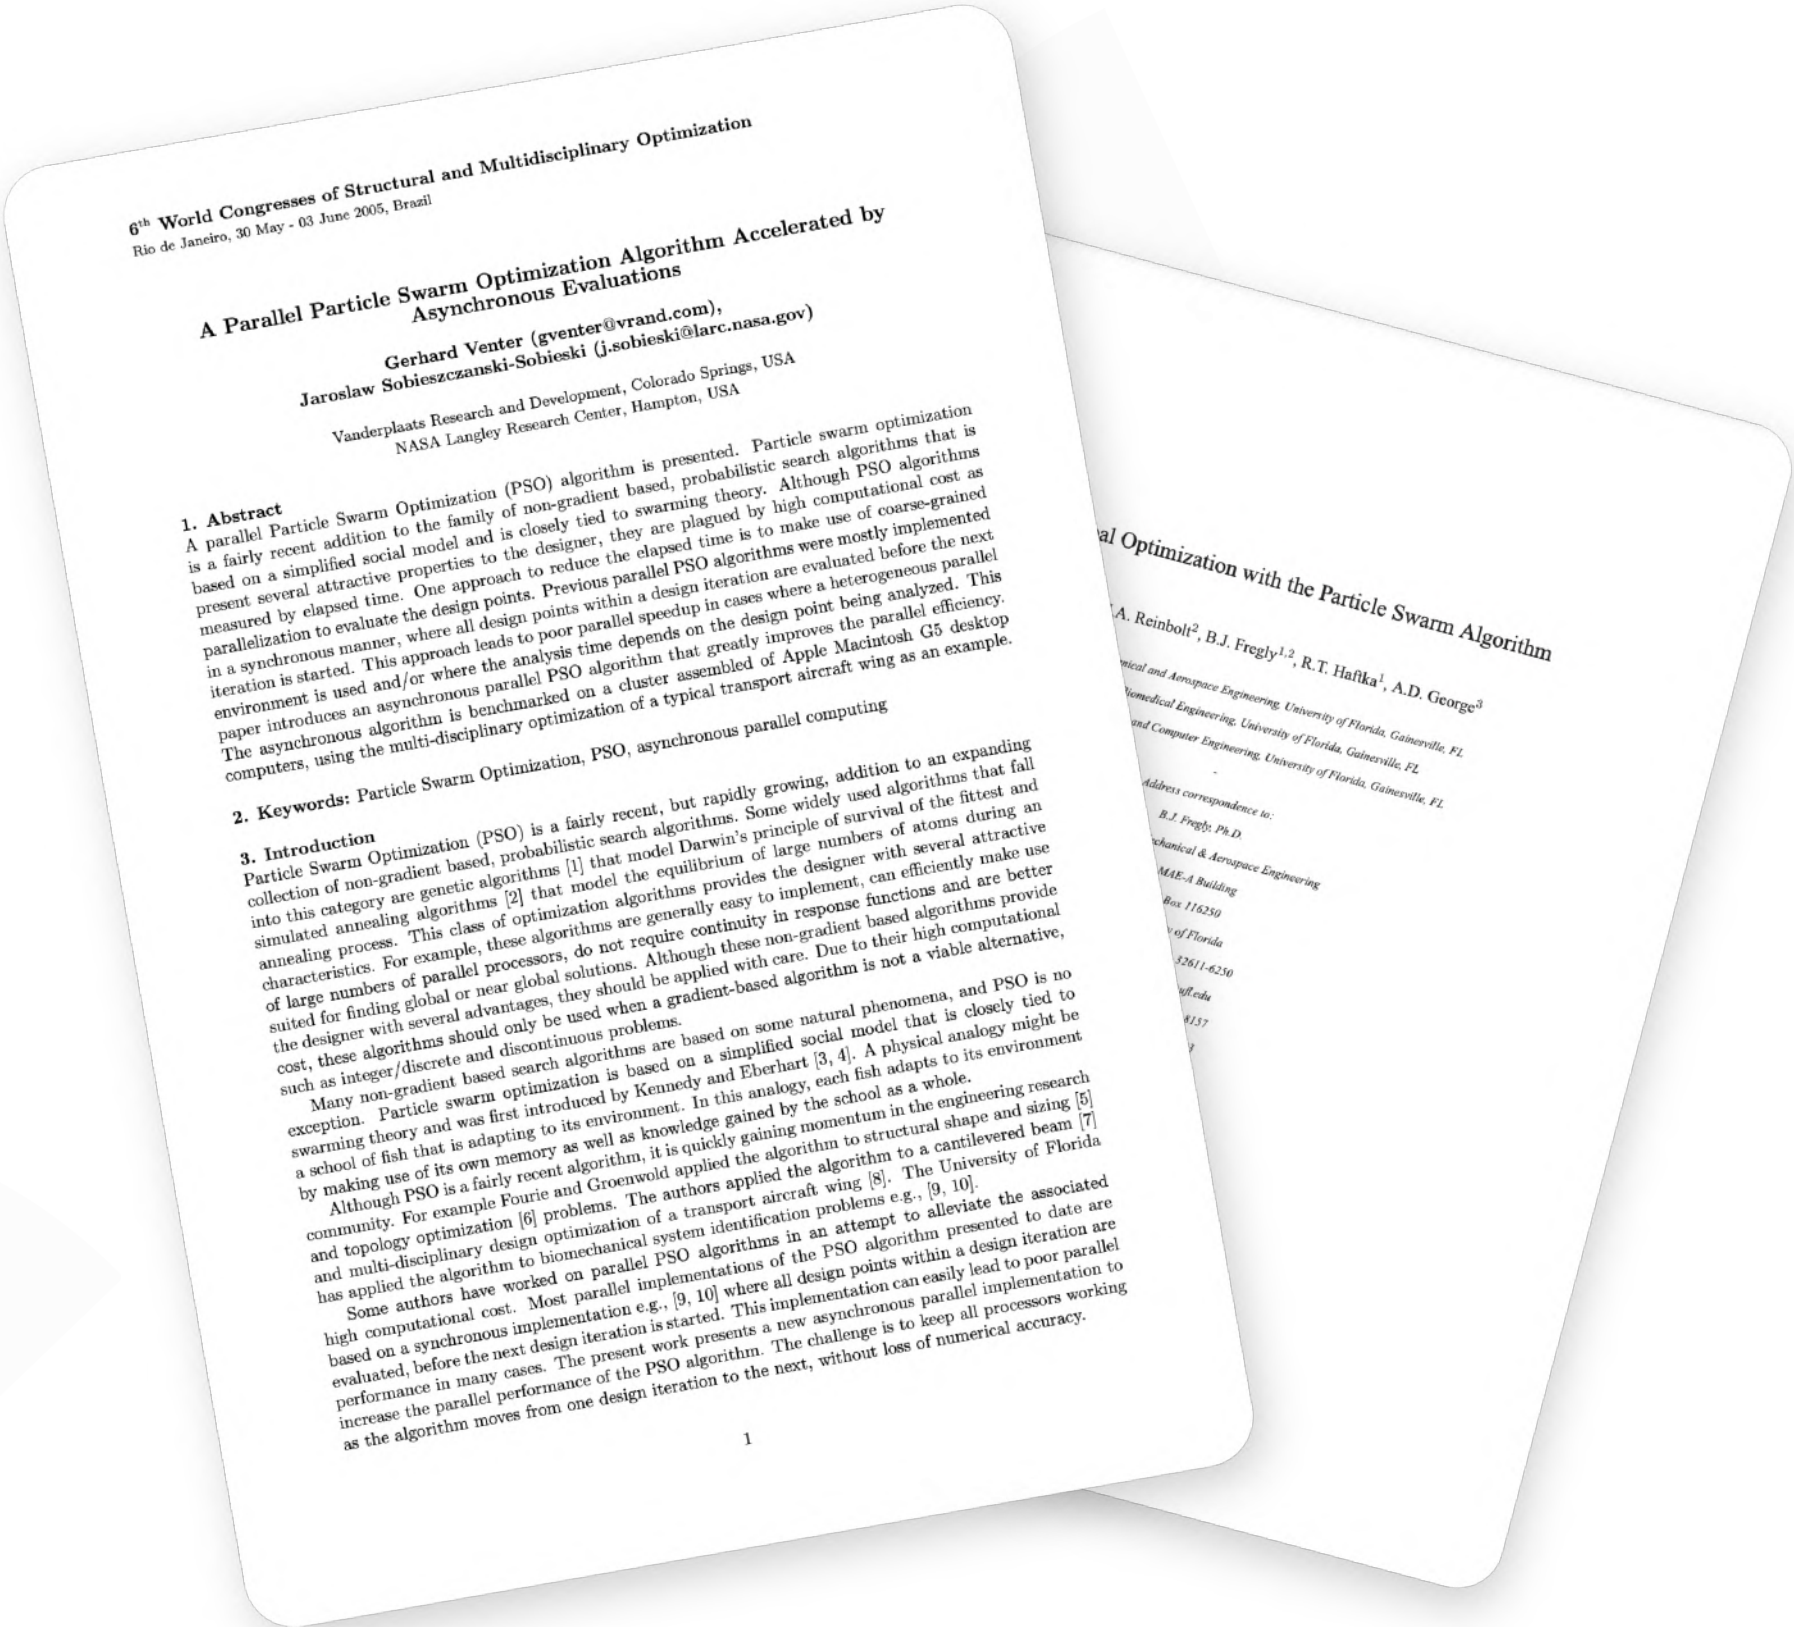 6th World Congresses of Structural and Multidisciplinary Optimization
Rio de Janeiro, 30 May - 03 June 2005, Brazil
A Parallel Particle Swarm Optimization Algorithm Accelerated by
Asynchronous Evaluations
Gerhard Venter (gventer@vrand.com),
Jaroslaw Sobieszczanski-Sobieski (j.sobieski@larc.nasa.gov)
Vanderplaats Research and Development, Colorado Springs, USA
NASA Langley Research Center, Hampton, USA
1. Abstract
A parallel Particle Swarm Optimization (PSO) algorithm is presented. Particle swarm optimization
is a fairly recent addition to the family of non-gradient based, probabilistic search algorithms that is
based on a simplified social model and is closely tied to swarming theory. Although PSO algorithms
present several attractive properties to the designer, they are plagued by high computational cost as
measured by elapsed time. One approach to reduce the elapsed time is to make use of coarse-grained
parallelization to evaluate the design points. Previous parallel PSO algorithms were mostly implemented
in a synchronous manner, where all design points within a design iteration are evaluated before the next
iteration is started. This approach leads to poor parallel speedup in cases where a heterogeneous parallel
environment is used and/or where the analysis time depends on the design point being analyzed. This
paper introduces an asynchronous parallel PSO algorithm that greatly improves the parallel efficiency.
The asynchronous algorithm is benchmarked on a cluster assembled of Apple Macintosh G5 desktop
computers, using the multi-disciplinary optimization of a typical transport aircraft wing as an example.
2. Keywords: Particle Swarm Optimization, PSO, asynchronous parallel computing
3. Introduction
Particle Swarm Optimization (PSO) is a fairly recent, but rapidly growing, addition to an expanding
collection of non-gradient based, probabilistic search algorithms. Some widely used algorithms that fall
into this category are genetic algorithms [1] that model Darwin's principle of survival of the fittest and
simulated annealing algorithms [2] that model the equilibrium of large numbers of atoms during an
annealing process. This class of optimization algorithms provides the designer with several attractive
characteristics. For example, these algorithms are generally easy to implement, can efficiently make use
of large numbers of parallel processors, do not require continuity in response functions and are better
suited for finding global or near global solutions. Although these non-gradient based algorithms provide
the designer with several advantages, they should be applied with care. Due to their high computational
cost, these algorithms should only be used when a gradient-based algorithm is not a viable alternative,
such as integer/discrete and discontinuous problems.
Many non-gradient based search algorithms are based on some natural phenomena, and PSO is no
exception. Particle swarm optimization is based on a simplified social model that is closely tied to
swarming theory and was first introduced by Kennedy and Eberhart [3, 4]. A physical analogy might be
a school of fish that is adapting to its environment. In this analogy, each fish adapts to its environment
by making use of its own memory as well as knowledge gained by the school as a whole.
Although PSO is a fairly recent algorithm, it is quickly gaining momentum in the engineering research
community. For example Fourie and Groenwold applied the algorithm to structural shape and sizing [5]
and topology optimization [6] problems. The authors applied the algorithm to a cantilevered beam [7]
and multi-disciplinary design optimization of a transport aircraft wing [8]. The University of Florida
has applied the algorithm to biomechanical system identification problems e.g., [9, 10].
Some authors have worked on parallel PSO algorithms in an attempt to alleviate the associated
high computational cost. Most parallel implementations of the PSO algorithm presented to date are
based on a synchronous implementation e.g., [9, 10] where all design points within a design iteration are
evaluated, before the next design iteration is started. This implementation can easily lead to poor parallel
performance in many cases. The present work presents a new asynchronous parallel implementation to
increase the parallel performance of the PSO algorithm. The challenge is to keep all processors working
as the algorithm moves from one design iteration to the next, without loss of numerical accuracy.
1
al Optimization with the Particle Swarm Algorithm
A. Reinbolt2, B.J. Fregly1,2, R.T. Haftka1, A.D. George3
nical and Aerospace Engineering, University of Florida, Gainesville, FL
Biomedical Engineering, University of Florida, Gainesville, FL
and Computer Engineering, University of Florida, Gainesville, FL
Address correspondence to:
B.J. Fregly, Ph.D.
chanical & Aerospace Engineering
MAE-A Building
Box 116250
of Florida
32611-6250
ufl.edu
8157